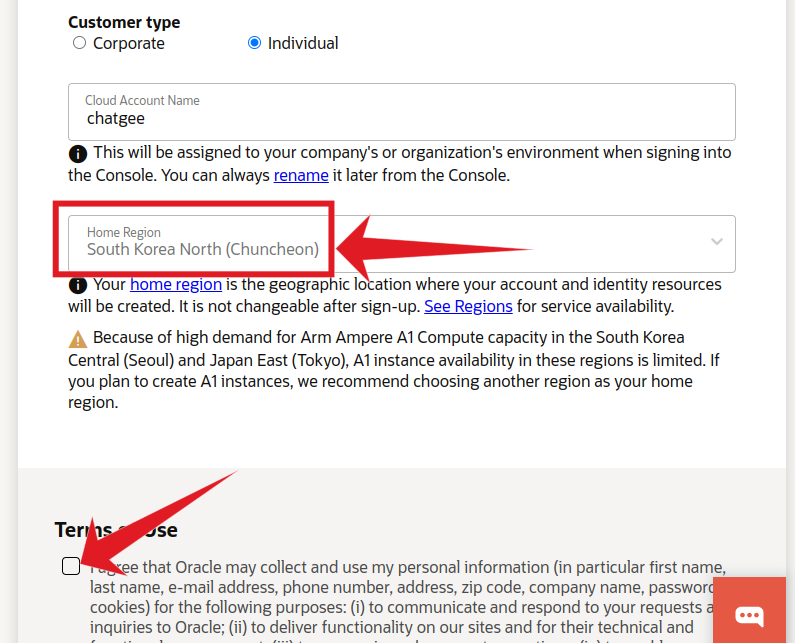 Customer type
Corporate Individual
Cloud Account Name
chatgee
This will be assigned to your company's or organization's environment when signing into
the Console. You can always rename it later from the Console.
Home Region
South Korea North (Chuncheon)
Your home region is the geographic location where your account and identity resources
will be created. It is not changeable after sign-up. See Regions for service availability.
Because of high demand for Arm Ampere A1 Compute capacity in the South Korea
Central (Seoul) and Japan East (Tokyo), A1 instance availability in these regions is limited. If
you plan to create A1 instances, we recommend choosing another region as your home
region.
Terms Use
I agree that Oracle may collect and use my personal information (in particular first name,
last name, e-mail address, phone number, address, zip code, company name, password
cookies) for the following purposes: (i) to communicate and respond to your requests a
inquiries to Oracle; (ii) to deliver functionality on our sites and for their technical and